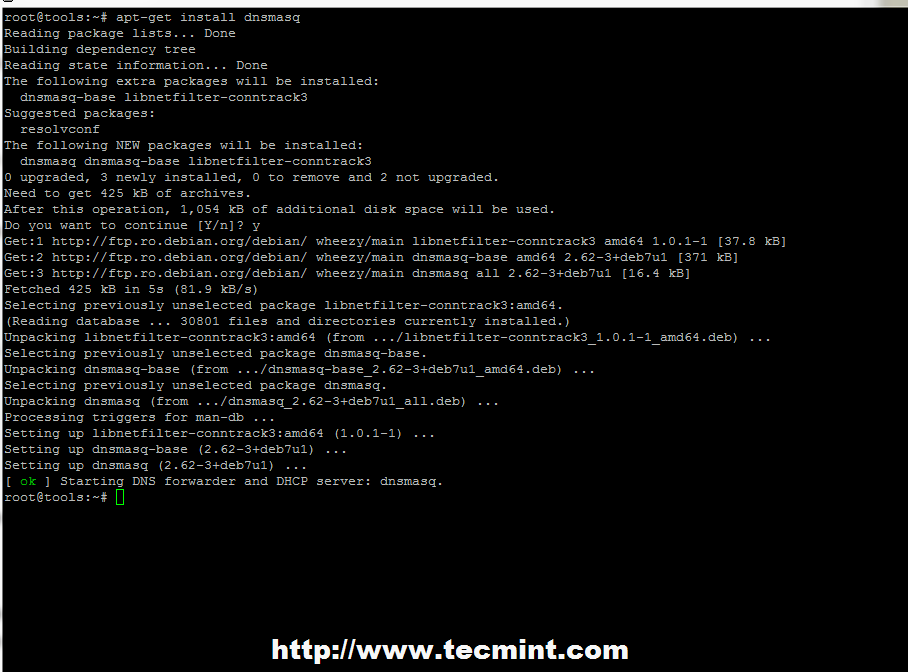 root@tools:~# apt-get install dnsmasq
Reading package lists... Done
Building dependency tree
Reading state information... Done
The following extra packages will be installed:
  dnsmasq-base libnetfilter-conntrack3
Suggested packages:
  resolvconf
The following NEW packages will be installed:
  dnsmasq dnsmasq-base libnetfilter-conntrack3
0 upgraded, 3 newly installed, 0 to remove and 2 not upgraded.
Need to get 425 kB of archives.
After this operation, 1,054 kB of additional disk space will be used.
Do you want to continue [Y/n]? y
Get:1 http://ftp.ro.debian.org/debian/ wheezy/main libnetfilter-conntrack3 amd64 1.0.1-1 [37.8 kB]
Get:2 http://ftp.ro.debian.org/debian/ wheezy/main dnsmasq-base amd64 2.62-3+deb7u1 [371 kB]
Get:3 http://ftp.ro.debian.org/debian/ wheezy/main dnsmasq all 2.62-3+deb7u1 [16.4 kB]
Fetched 425 kB in 5s (81.9 kB/s)
Selecting previously unselected package libnetfilter-conntrack3:amd64.
(Reading database ... 30801 files and directories currently installed.)
Unpacking libnetfilter-conntrack3:amd64 (from .../libnetfilter-conntrack3_1.0.1-1_amd64.deb) ...
Selecting previously unselected package dnsmasq-base.
Unpacking dnsmasq-base (from .../dnsmasq-base_2.62-3+deb7u1_amd64.deb) ...
Selecting previously unselected package dnsmasq.
Unpacking dnsmasq (from .../dnsmasq_2.62-3+deb7u1_all.deb) ...
Processing triggers for man-db ...
Setting up libnetfilter-conntrack3:amd64 (1.0.1-1) ...
Setting up dnsmasq-base (2.62-3+deb7u1) ...
Setting up dnsmasq (2.62-3+deb7u1) ...
[ ok ] Starting DNS forwarder and DHCP server: dnsmasq.
root@tools:~#
http://www.tecmint.com